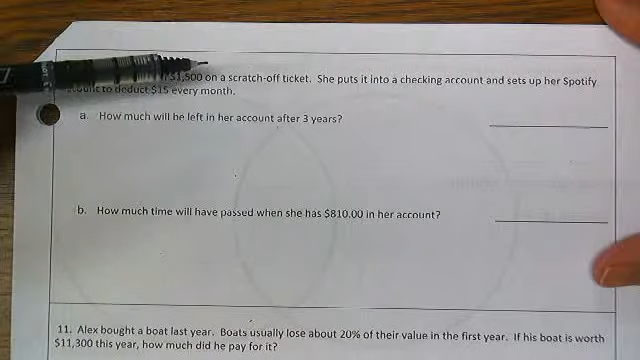 $1,500 on a scratch-off ticket. She puts it into a checking account and sets up her Spotify
to deduct $15 every month.
a. How much will be left in her account after 3 years?
b. How much time will have passed when she has $810.00 in her account?
11. Alex bought a boat last year. Boats usually lose about 20% of their value in the first year. If his boat is worth
$11,300 this year, how much did he pay for it?